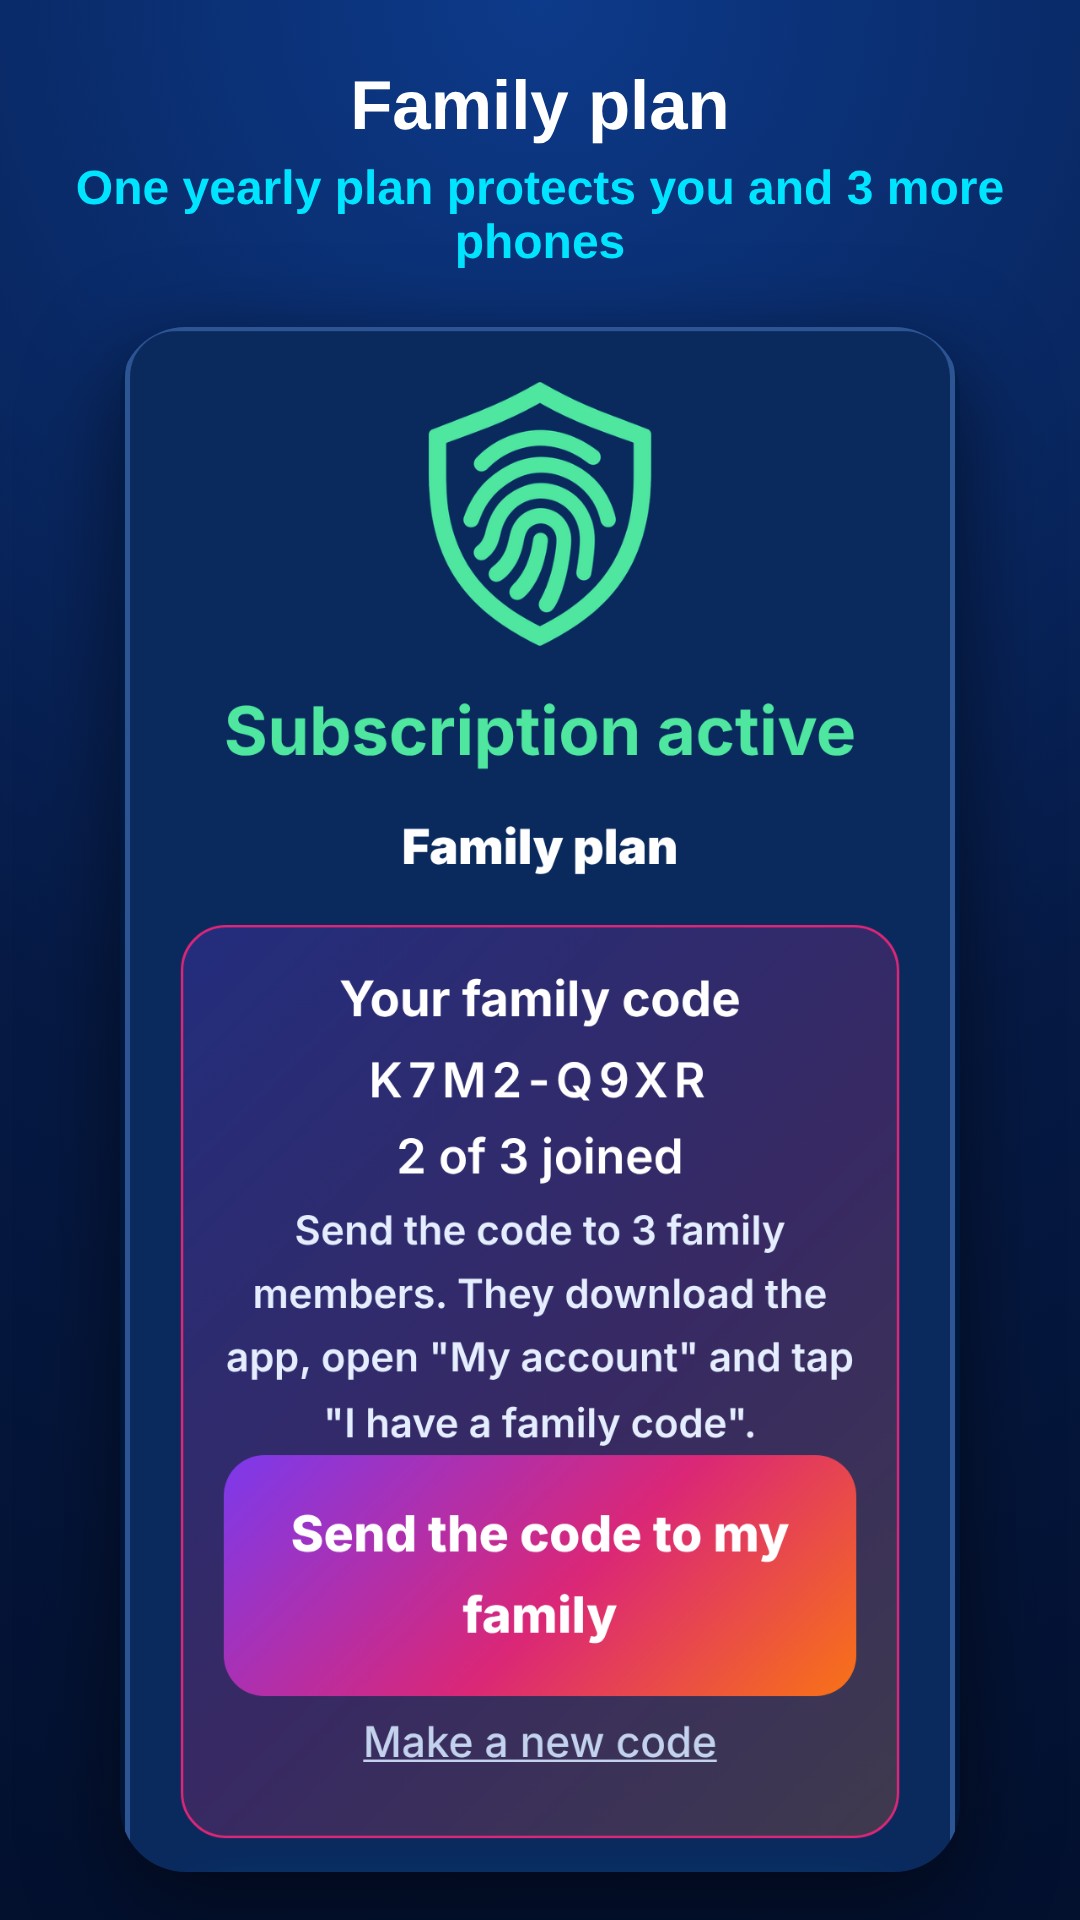 Family plan
One yearly plan protects you and 3 more
phones
Subscription active
Family plan
Your family code
K7M2-Q9XR
2 of 3 joined
Send the code to 3 family
members. They download the
app, open "My account" and tap
"I have a family code".
Send the code to my
family
Make a new code